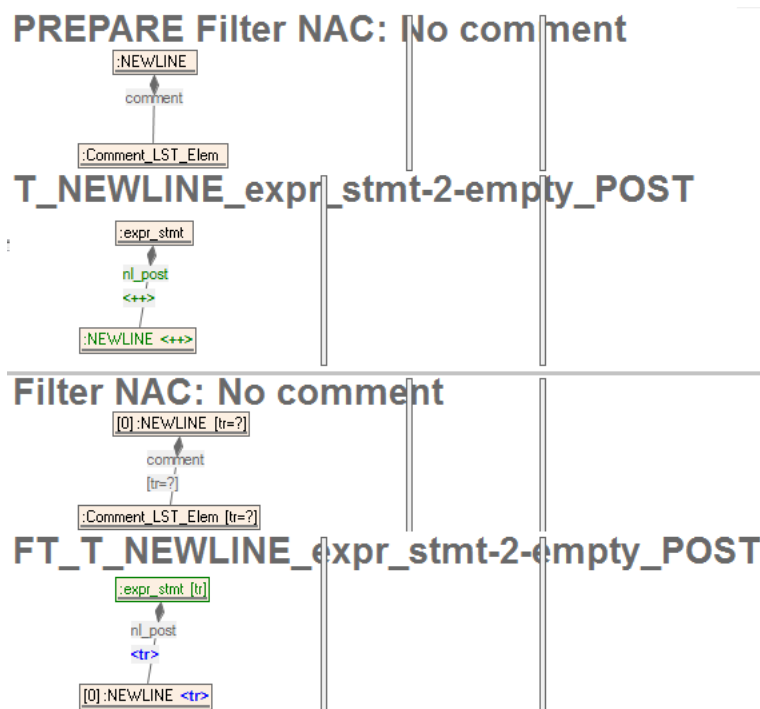 PREPARE Filter NAC: No comment
:NEWLINE
comment
:Comment_LST_Elem
T_NEWLINE_expr_stmt-2-empty_POST
:expr_stmt
nl_post
<++>
:NEWLINE <++>
Filter NAC: No comment
[0]:NEWLINE [tr=?]
comment
[tr=?]
:Comment_LST_Elem [tr=?]
FT_T_NEWLINE_expr_stmt-2-empty_POST
:expr_stmt [tr]
nl_post
<tr>
[0]:NEWLINE <tr>